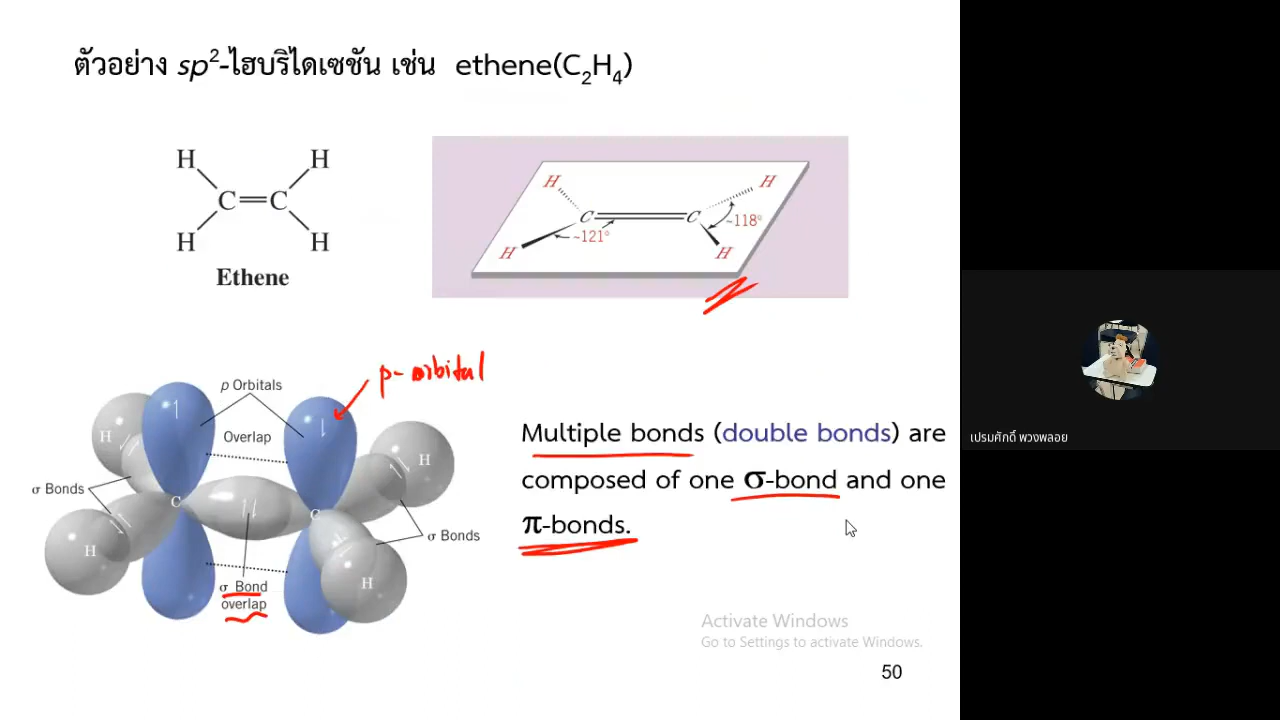 ตัวอย่าง sp²-ไฮบริไดเซชัน เช่น ethene(C₂H₄)
H H
C=C
H H
Ethene
H H
C C
~121° ~118°
H H
p-orbital
p Orbitals
Overlap
H H
σ Bonds
C C
σ Bonds
H H
σ Bond
overlap
Multiple bonds (double bonds) are
composed of one σ-bond and one
π-bonds.
Activate Windows
Go to Settings to activate Windows.
50
เปรมศักดิ์ พวงพลอย